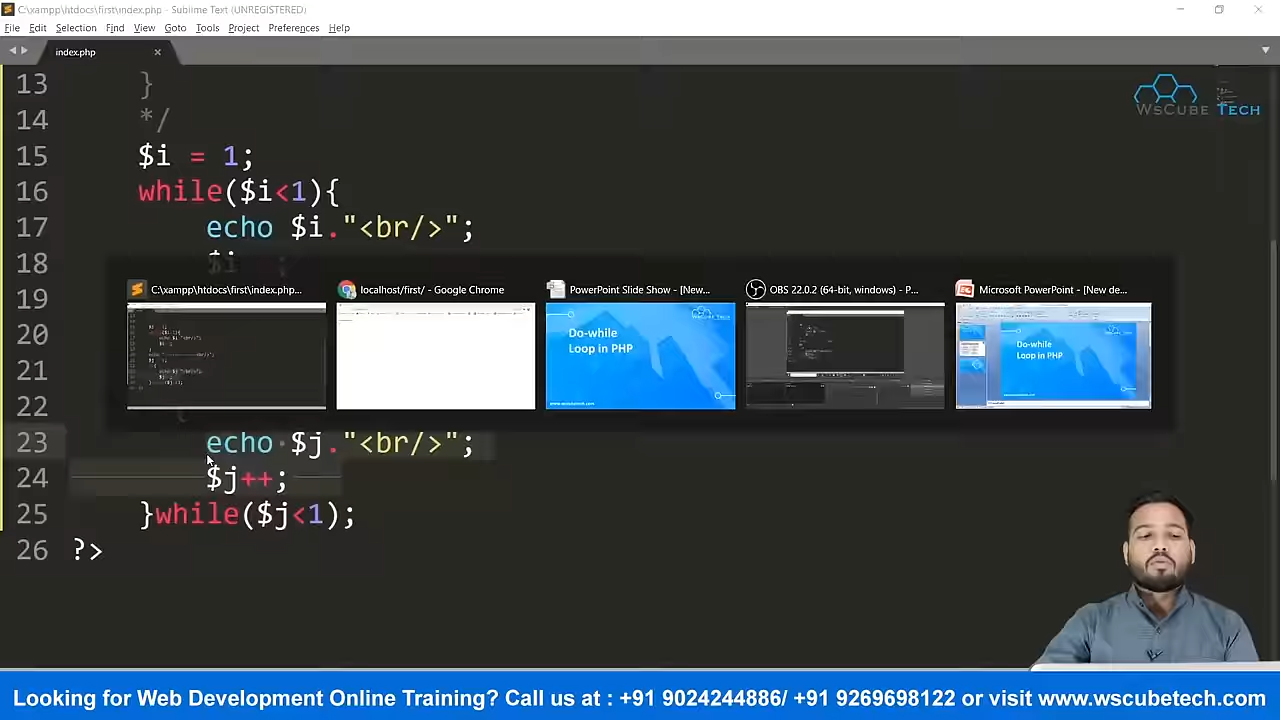 C:\xampp\htdocs\first\index.php - Sublime Text (UNREGISTERED)
File Edit Selection Find View Goto Tools Project Preferences Help
index.php
WsCube Tech
13 }
14 */
15 $i = 1;
16 while($i<1){
17 echo $i."<br/>";
18 $i
19
20
21
22 {
23 echo $j."<br/>";
24 $j++;
25 }while($j<1);
26 ?>
C:\xampp\htdocs\first\index.php...
localhost/first/ - Google Chrome
PowerPoint Slide Show - [New...
OBS 22.0.2 (64-bit, windows) - P...
Microsoft PowerPoint - [New de...
Do-while
Loop in PHP
WsCube Tech
www.wscubetech.com
Do-while
Loop in PHP
Looking for Web Development Online Training? Call us at : +91 9024244886/ +91 9269698122 or visit www.wscubetech.com